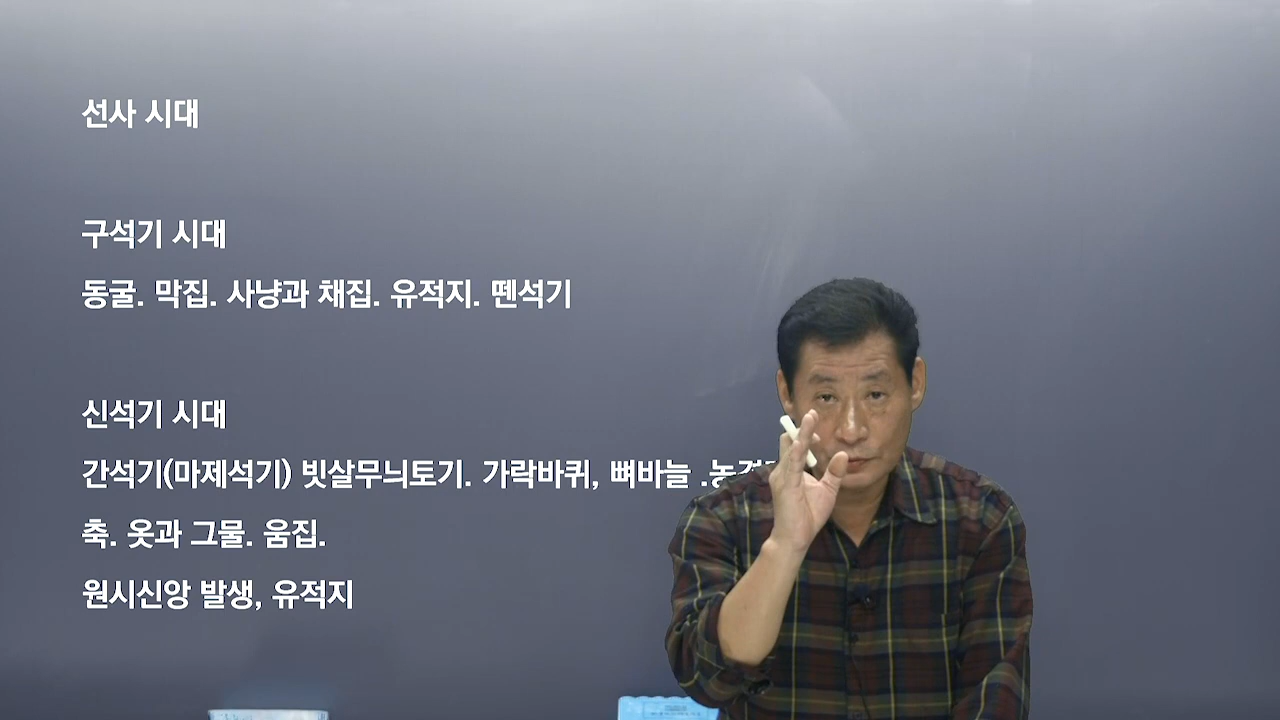 선사 시대
구석기 시대
동굴. 막집. 사냥과 채집. 유적지. 뗀석기
신석기 시대
간석기(마제석기) 빗살무늬토기. 가락바퀴, 뼈바늘
축. 옷과 그물. 움집.
원시신앙 발생, 유적지